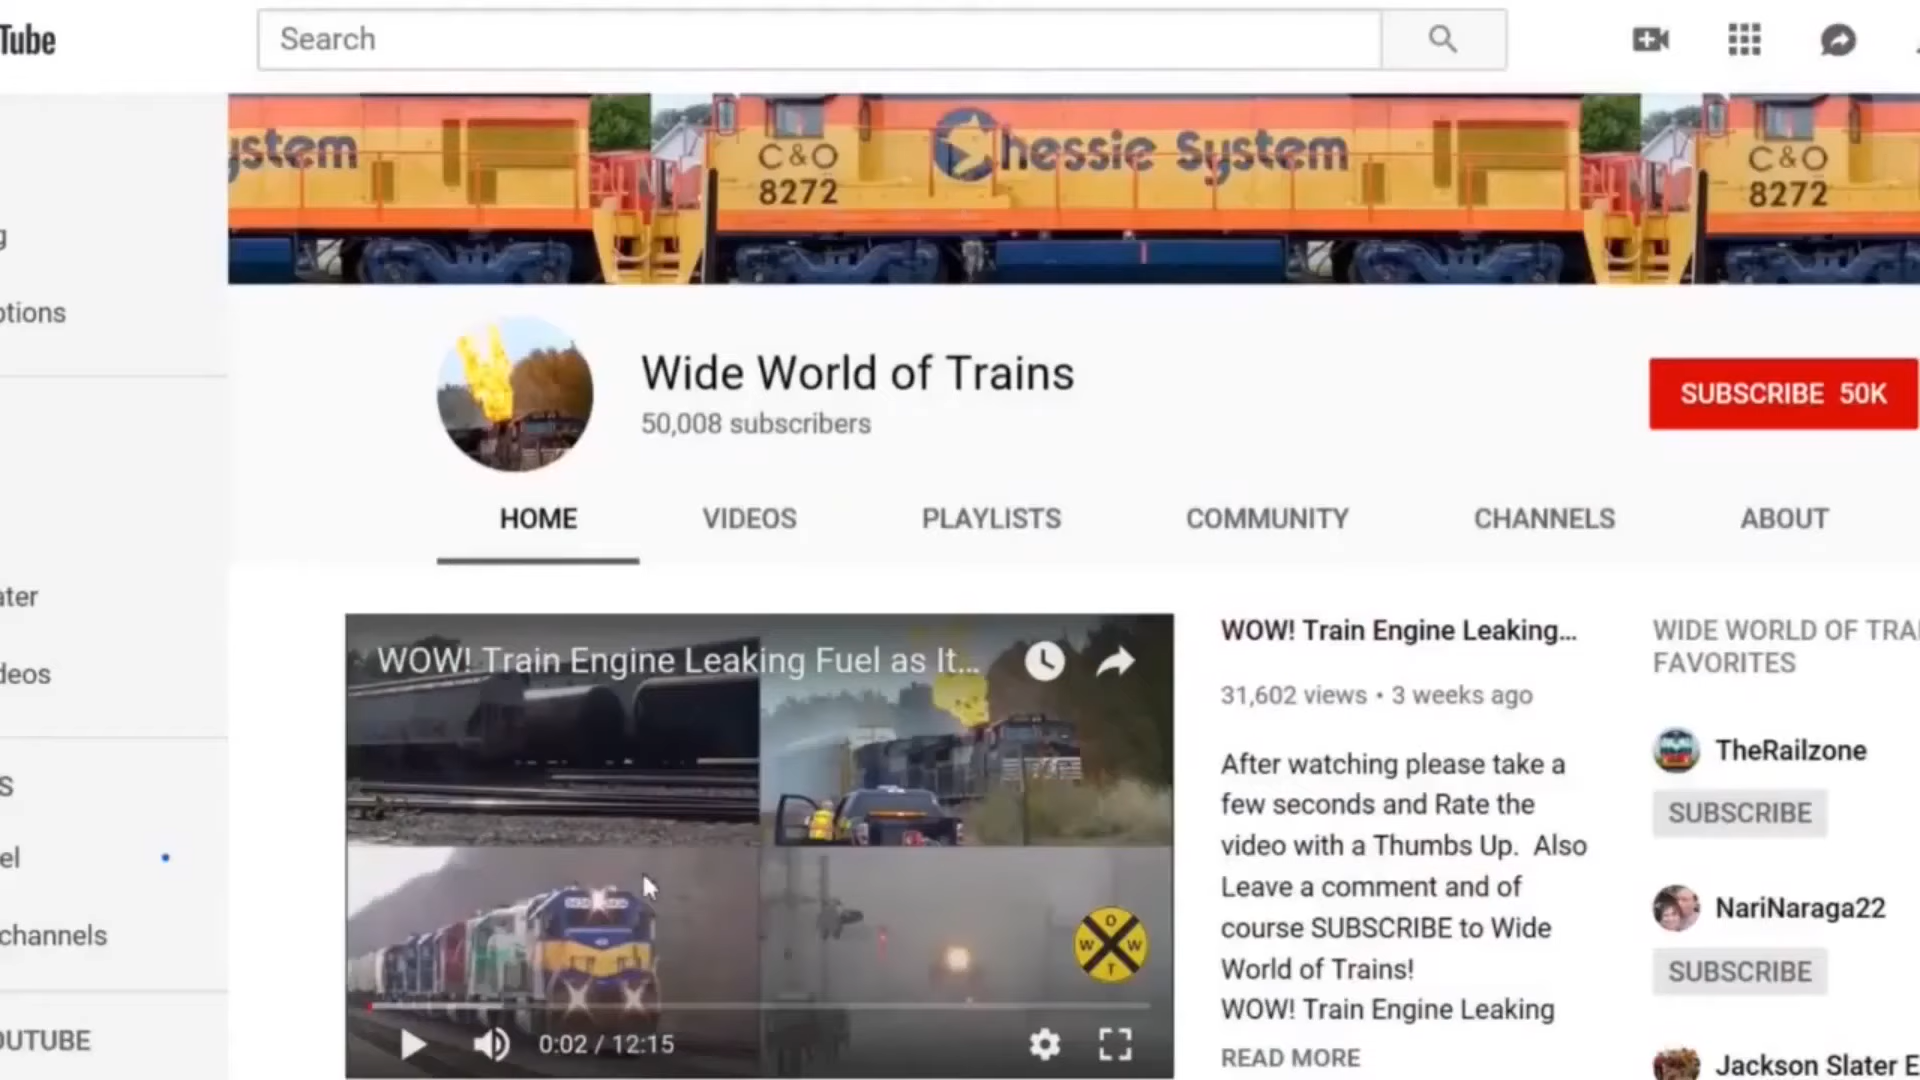 Tube
Search
ystem
C&O
8272
Chessie System
C&O
8272
g
otions
Wide World of Trains
50,008 subscribers
SUBSCRIBE 50K
HOME
VIDEOS
PLAYLISTS
COMMUNITY
CHANNELS
ABOUT
ater
deos
S
el
channels
OUTUBE
WOW! Train Engine Leaking Fuel as It...
O
W W
T
0:02 / 12:15
WOW! Train Engine Leaking...
31,602 views • 3 weeks ago
After watching please take a
few seconds and Rate the
video with a Thumbs Up. Also
Leave a comment and of
course SUBSCRIBE to Wide
World of Trains!
WOW! Train Engine Leaking
READ MORE
WIDE WORLD OF TRA
FAVORITES
TheRailzone
SUBSCRIBE
NariNaraga22
SUBSCRIBE
Jackson Slater E